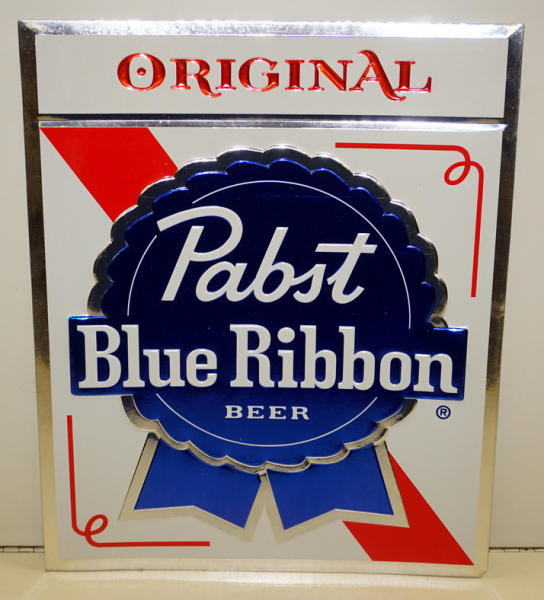 ORIGINAL
Pabst
Blue Ribbon
BEER
®